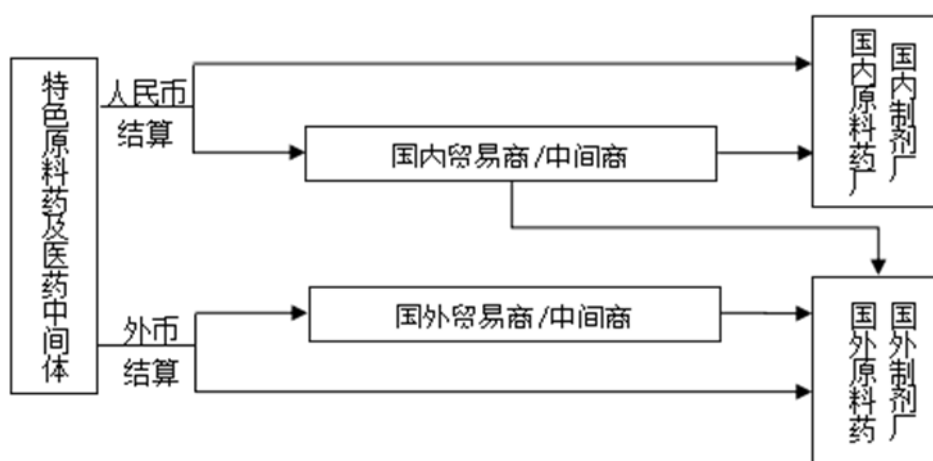 特色原料药及医药中间体
人民币
结算
国内贸易商/中间商
国内原料药厂
国内制剂厂
外币
结算
国外贸易商/中间商
国外原料药
国外制剂厂